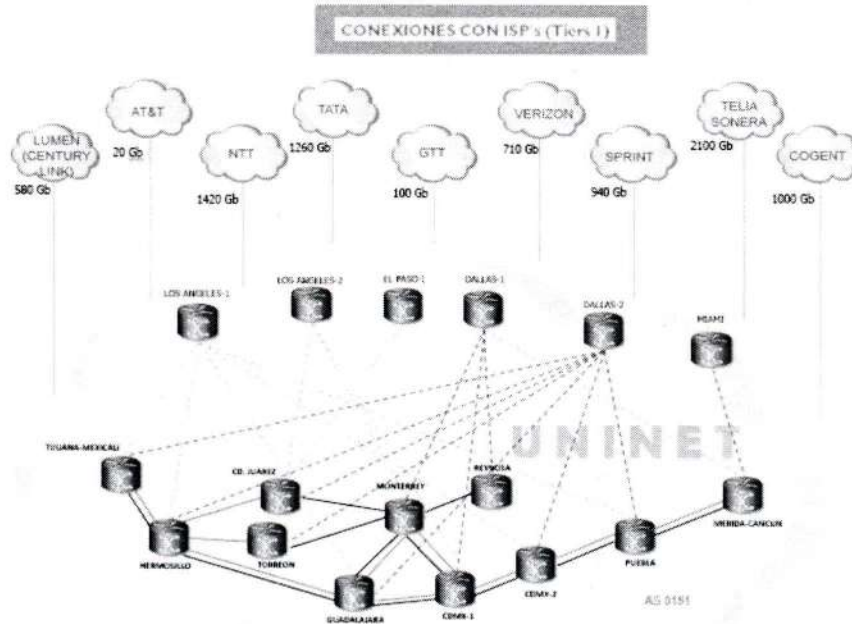 CONEXIONES CON ISP s (Tiers 1)
AT&T
20 Gb
TATA
1260 Gb
VERIZON
710 Gb
TELIA
SONERA
2100 Gb
LUMEN
(CENTURY
LINK)
580 Gb
NTT
1420 Gb
GTT
100 Gb
SPRINT
940 Gb
COGENT
1000 Gb
LOS ANGELES-1
LOS ANGELES-2
EL PASO-1
DALLAS-1
DALLAS-2
MIAMI
UNINET
TIJUANA-MEXICALI
CD. JUAREZ
MONTERREY
REYNOSA
MERIDA-CANCUN
HERMOSILLO
TORREON
GUADALAJARA
CDMX-1
CDMX-2
PUEBLA
AS 8151